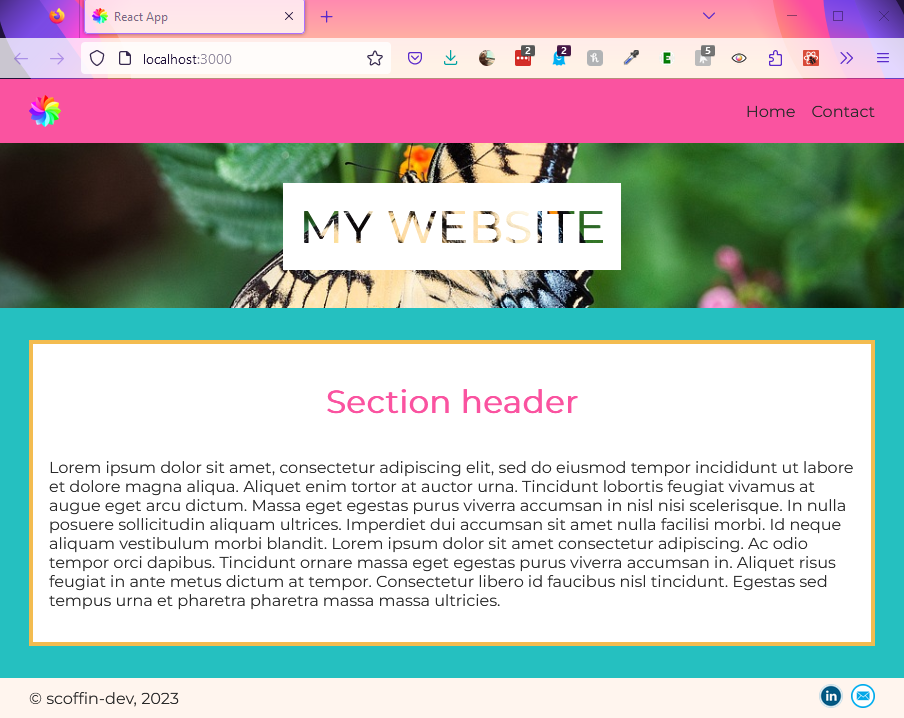 React App
localhost:3000
2
2
E
5
Home Contact
MY WEBSITE
Section header
Lorem ipsum dolor sit amet, consectetur adipiscing elit, sed do eiusmod tempor incididunt ut labore
et dolore magna aliqua. Aliquet enim tortor at auctor urna. Tincidunt lobortis feugiat vivamus at
augue eget arcu dictum. Massa eget egestas purus viverra accumsan in nisl nisi scelerisque. In nulla
posuere sollicitudin aliquam ultrices. Imperdiet dui accumsan sit amet nulla facilisi morbi. Id neque
aliquam vestibulum morbi blandit. Lorem ipsum dolor sit amet consectetur adipiscing. Ac odio
tempor orci dapibus. Tincidunt ornare massa eget egestas purus viverra accumsan in. Aliquet risus
feugiat in ante metus dictum at tempor. Consectetur libero id faucibus nisl tincidunt. Egestas sed
tempus urna et pharetra pharetra massa massa ultricies.
© scoffin-dev, 2023
in